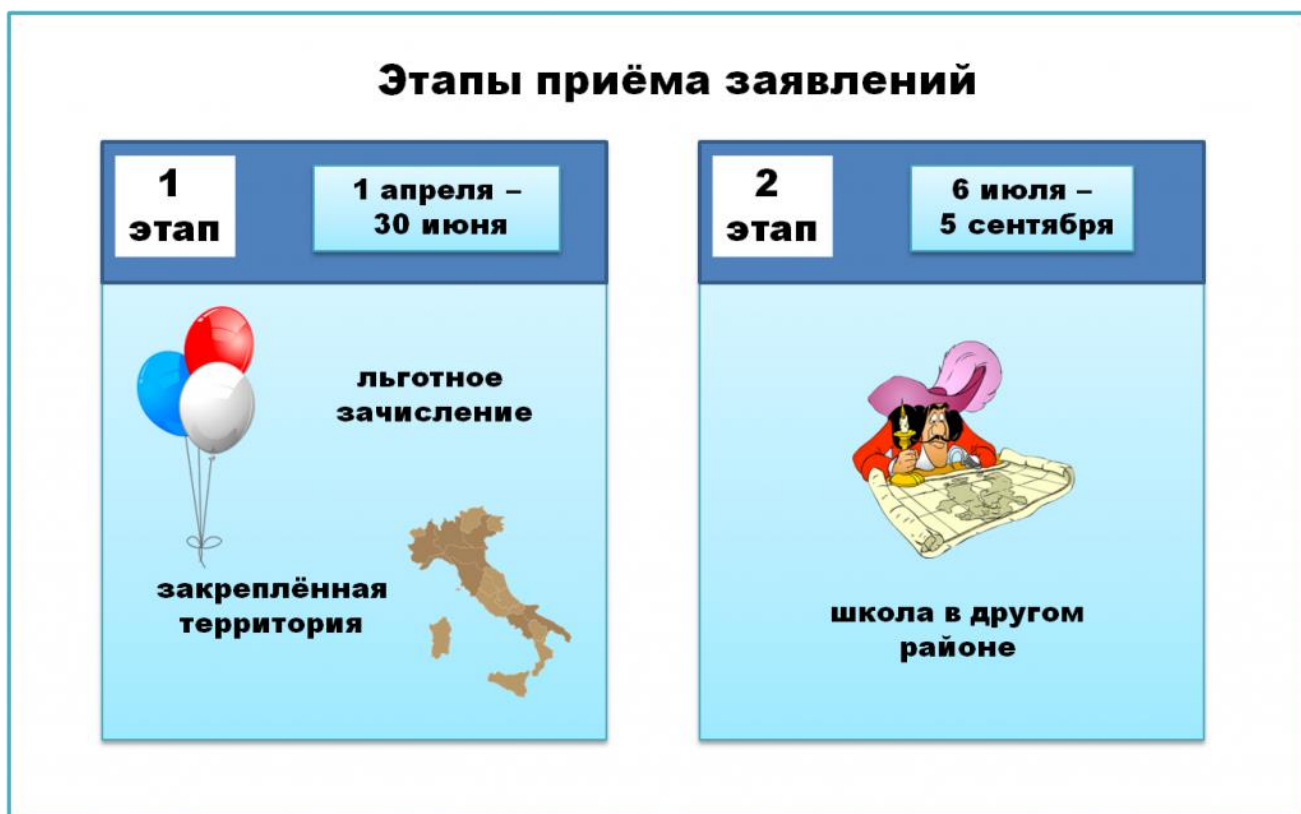 Этапы приёма заявлений
1
этап
1 апреля –
30 июня
льготное
зачисление
закреплённая
территория
2
этап
6 июля –
5 сентября
школа в другом
районе